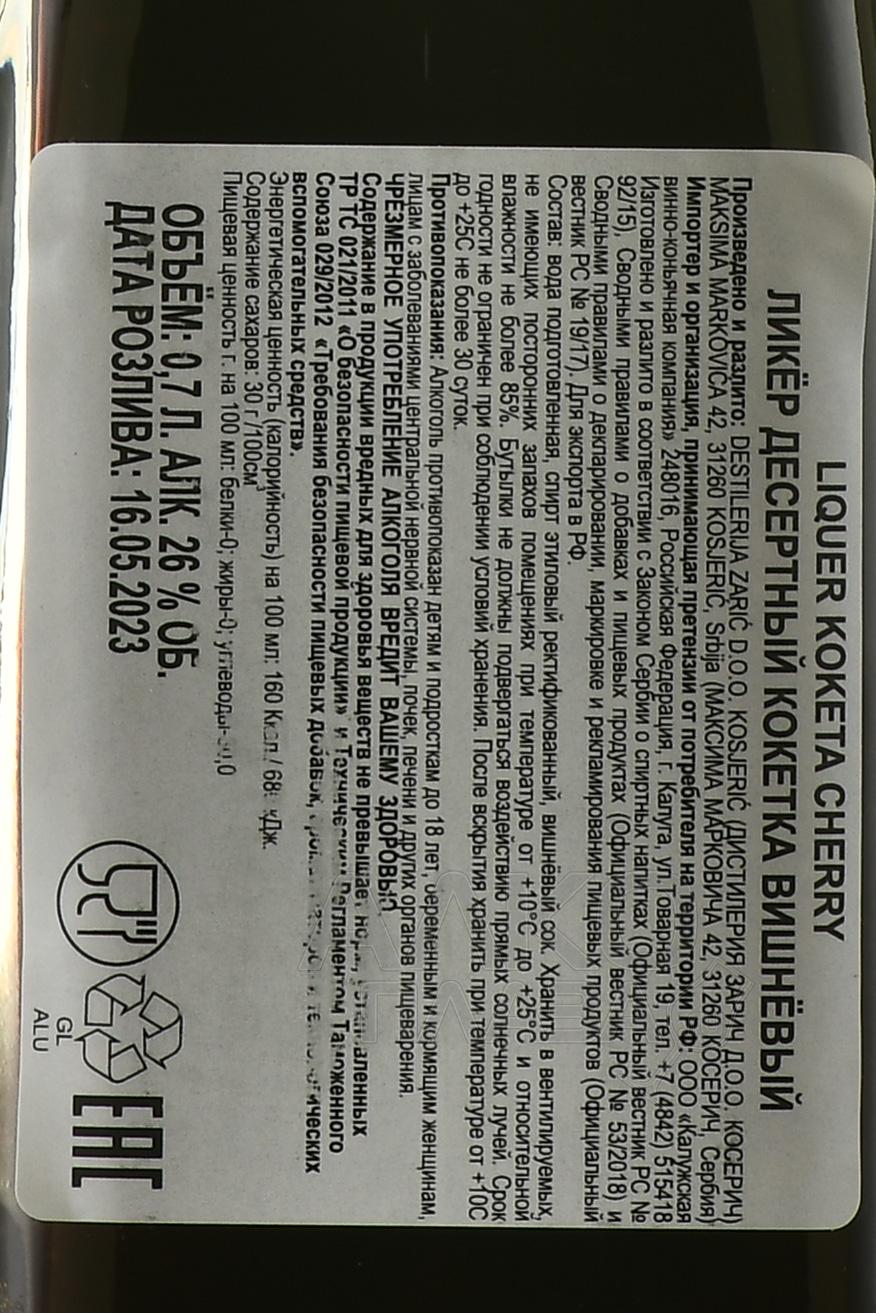 LIQUER KOKETA CHERRY
ЛИКЁР ДЕСЕРТНЫЙ КОКЕТКА ВИШНЁВЫЙ
Произведено и разлито: DESTILERIJA ZARIĆ D.O.O. KOSJERIĆ (ДИСТИЛЕРИЯ ЗАРИЧ Д.О.О. КОСЕРИЧ)
MAKSIMA MARKOVICA 42, 31260 KOSJERIĆ, Srbija (МАКСИМА МАРКОВИЧА 42, 31260 КОСЕРИЧ, Сербия)
Импортер и организация, принимающая претензии от потребителя на территории РФ: ООО «Калужская
винно-коньячная компания» 248016, Российская Федерация, г. Калуга, ул.Товарная 19, тел. +7 (4842) 515418
Изготовлено и разлито в соответствии с Законом Сербии о спиртных напитках (Официальный вестник РС №
92/15), Сводными правилами о добавках и пищевых продуктах (Официальный вестник РС № 53/2018) и
Сводными правилами о декларировании, маркировке и рекламирования пищевых продуктов (Официальный
вестник РС № 19/17). Для экспорта в РФ.
Состав: вода подготовленная, спирт этиловый ректификованный, вишнёвый сок. Хранить в вентилируемых,
не имеющих посторонних запахов помещениях при температуре от +10°С до +25°С и относительной
влажности не более 85%. Бутылки не должны подвергаться воздействию прямых солнечных лучей. Срок
годности не ограничен при соблюдении условий хранения. После вскрытия хранить при температуре от +10С
до +25С не более 30 суток.
Противопоказания: Алкоголь противопоказан детям и подросткам до 18 лет, беременным и кормящим женщинам,
лицам с заболеваниями центральной нервной системы, почек, печени и других органов пищеварения.
ЧРЕЗМЕРНОЕ УПОТРЕБЛЕНИЕ АЛКОГОЛЯ ВРЕДИТ ВАШЕМУ ЗДОРОВЬЮ.
Содержание в продукции вредных для здоровья веществ не превышает норм, установленных
ТР ТС 021/2011 «О безопасности пищевой продукции» и Техническим Регламентом Таможенного
Союза 029/2012 «Требования безопасности пищевых добавок, и
вспомогательных средств».
Энергетическая ценность (калорийность) на 100 мл: 160 Ккал / кДж.
Содержание сахаров: 30 г /100см³
Пищевая ценность г. на 100 мл: белки-0; жиры-0; углеводы-30,0
ОБЪЁМ: 0,7 Л. АЛК. 26 % ОБ.
ДАТА РОЗЛИВА: 16.05.2023
EAC
GL
ALU